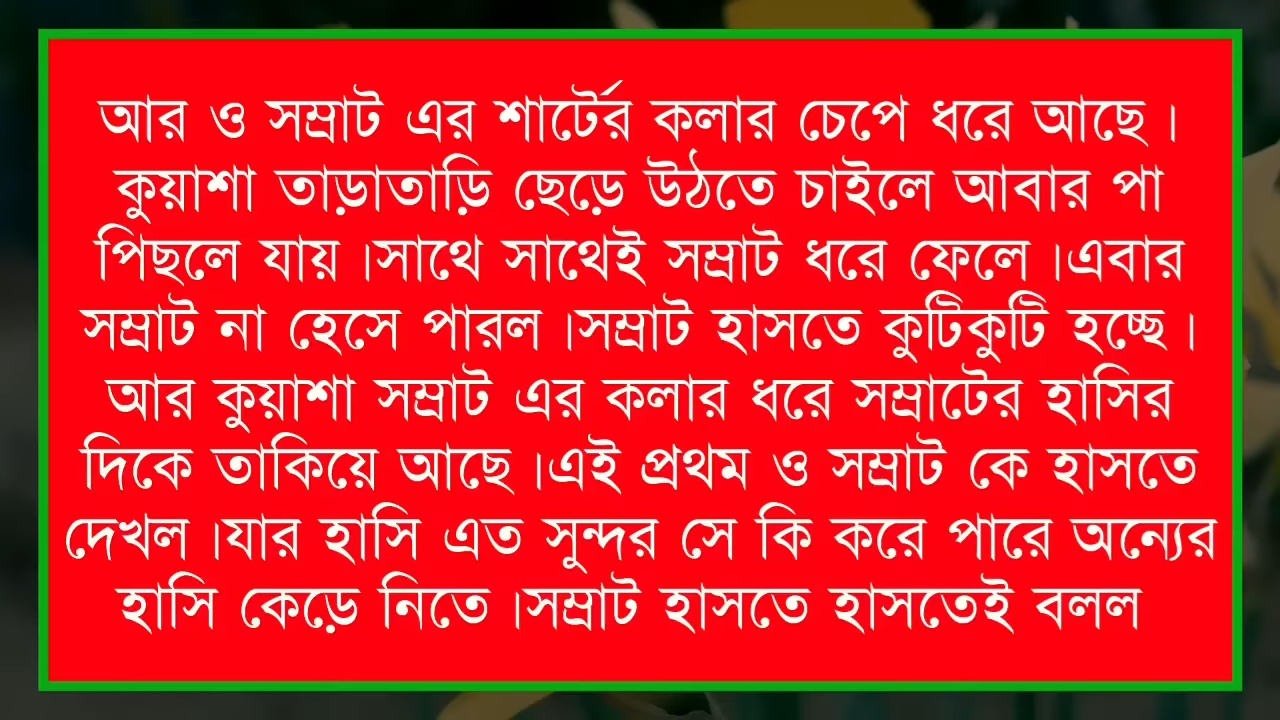 আর ও সম্রাট এর শার্টের কলার চেপে ধরে আছে।
কুয়াশা তাড়াতাড়ি ছেড়ে উঠতে চাইলে আবার পা
পিছলে যায়।সাথে সাথেই সম্রাট ধরে ফেলে।এবার
সম্রাট না হেসে পারল।সম্রাট হাসতে কুটিকুটি হচ্ছে।
আর কুয়াশা সম্রাট এর কলার ধরে সম্রাটের হাসির
দিকে তাকিয়ে আছে।এই প্রথম ও সম্রাট কে হাসতে
দেখল।যার হাসি এত সুন্দর সে কি করে পারে অন্যের
হাসি কেড়ে নিতে।সম্রাট হাসতে হাসতেই বলল